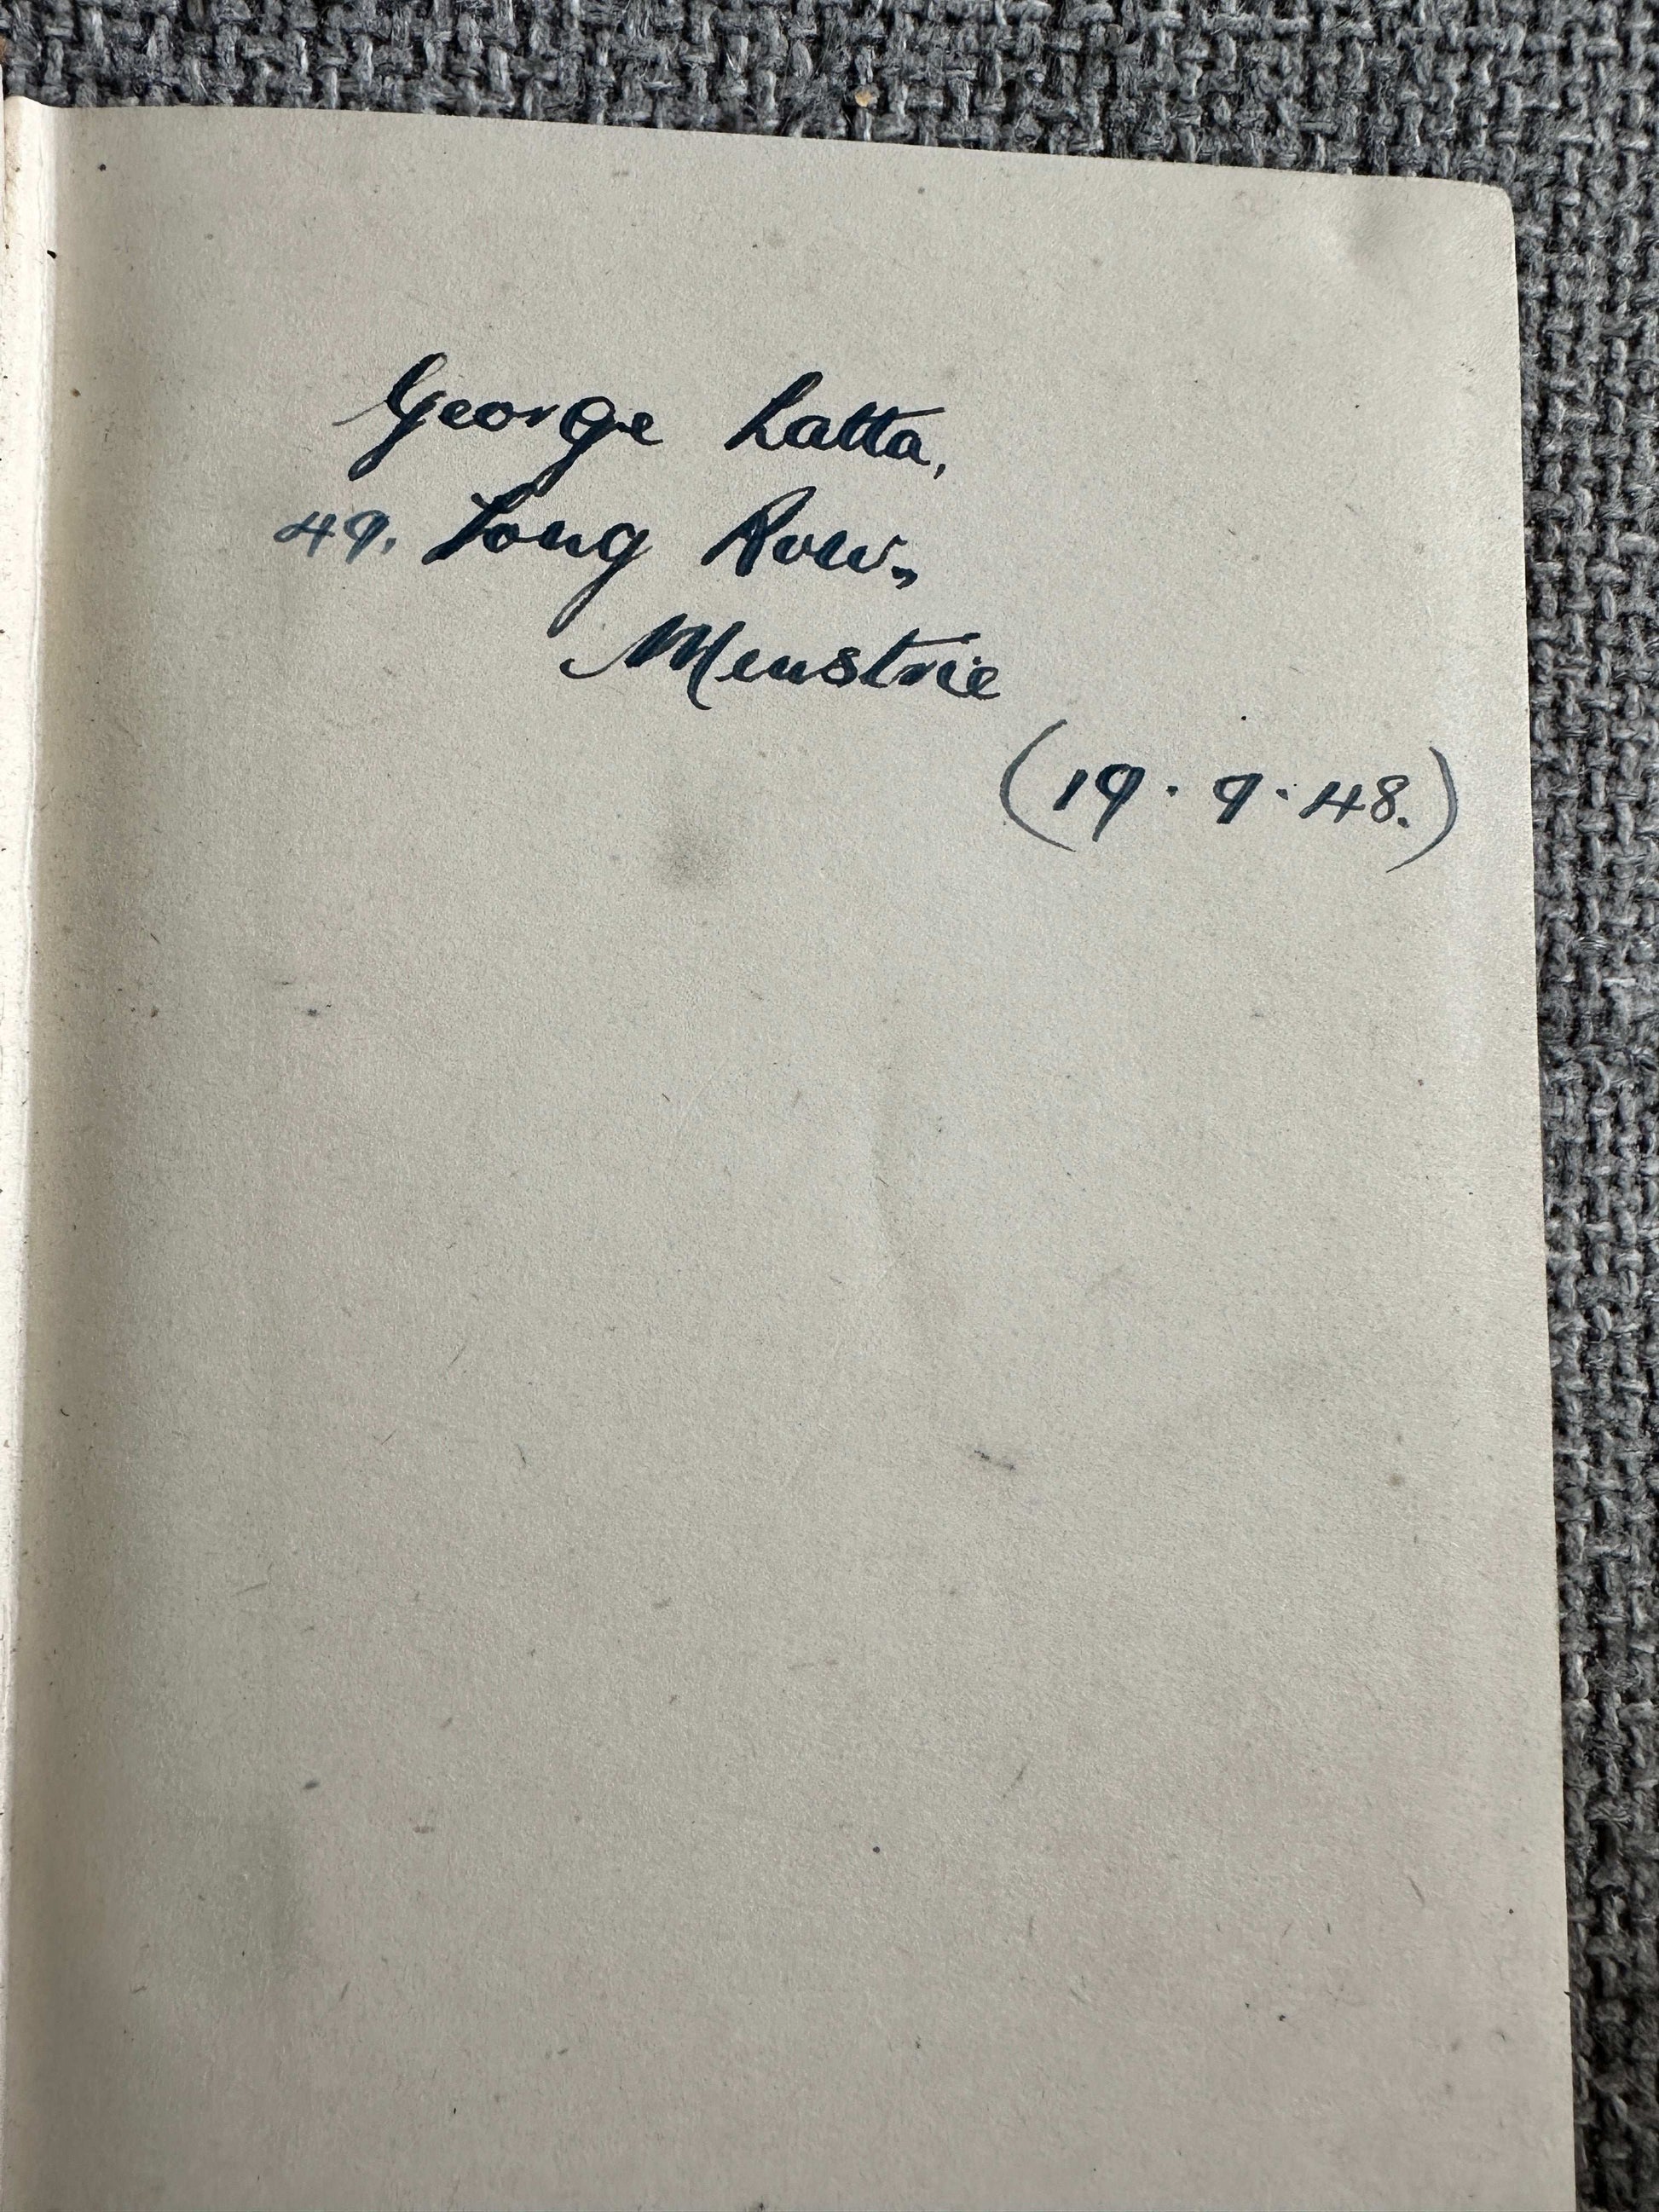 George Latta,
49. Long Row.,
Menstrie
(19.9.48.)